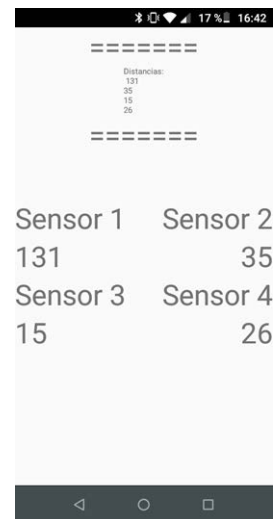 17 % 16:42
=======
Distancias:
131
35
15
26
=======
Sensor 1 Sensor 2
131 35
Sensor 3 Sensor 4
15 26